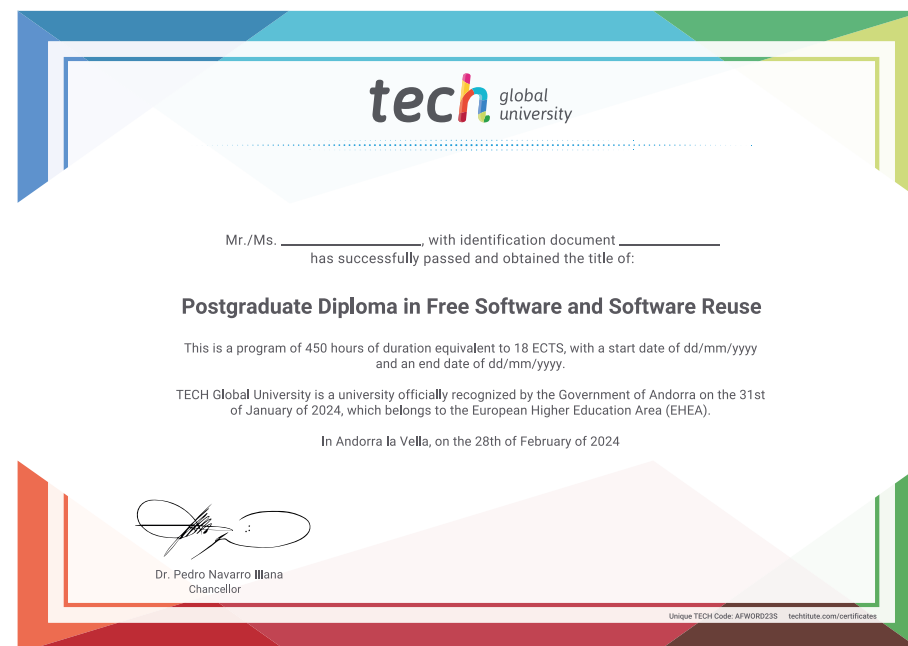 tech global university
Mr./Ms. ____________________, with identification document ______________
has successfully passed and obtained the title of:
Postgraduate Diploma in Free Software and Software Reuse
This is a program of 450 hours of duration equivalent to 18 ECTS, with a start date of dd/mm/yyyy
and an end date of dd/mm/yyyy.
TECH Global University is a university officially recognized by the Government of Andorra on the 31st
of January of 2024, which belongs to the European Higher Education Area (EHEA).
In Andorra la Vella, on the 28th of February of 2024
Dr. Pedro Navarro Illana
Chancellor
Unique TECH Code: AFWORD23S techtitute.com/certificates